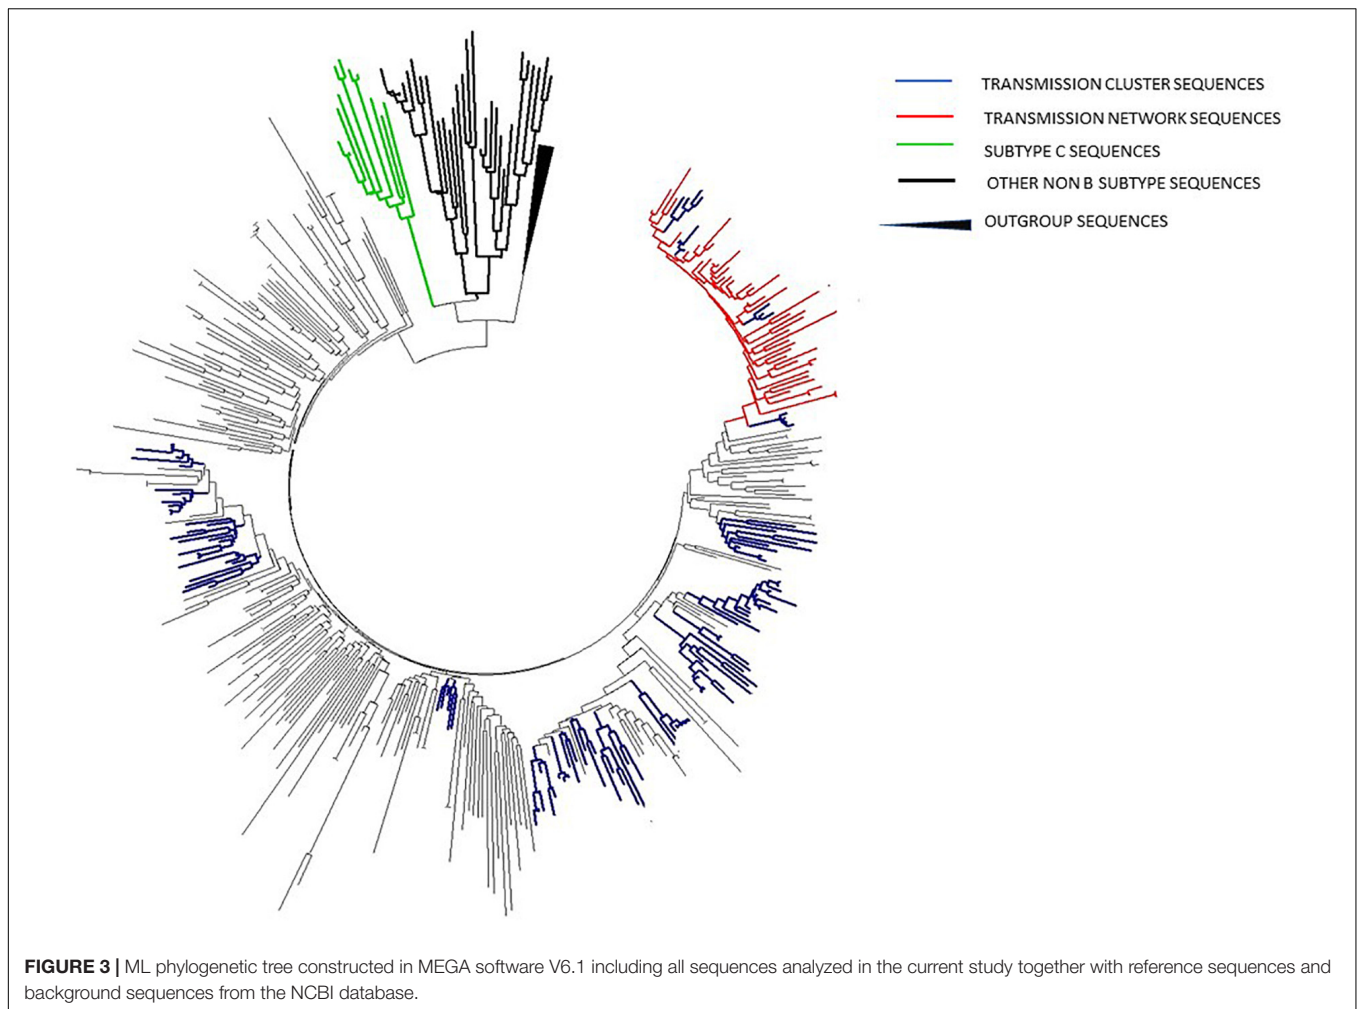 TRANSMISSION CLUSTER SEQUENCES
TRANSMISSION NETWORK SEQUENCES
SUBTYPE C SEQUENCES
OTHER NON B SUBTYPE SEQUENCES
OUTGROUP SEQUENCES
FIGURE 3 | ML phylogenetic tree constructed in MEGA software V6.1 including all sequences analyzed in the current study together with reference sequences and
background sequences from the NCBI database.